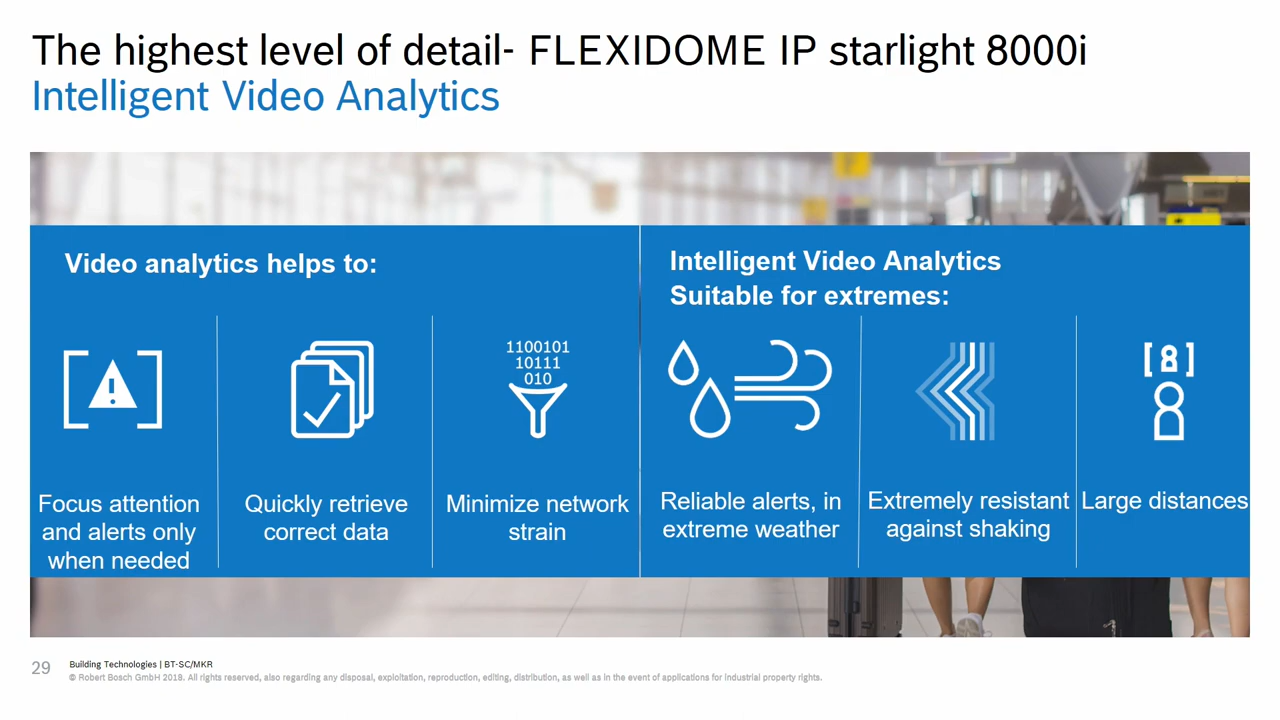 The highest level of detail- FLEXIDOME IP starlight 8000i
Intelligent Video Analytics
Video analytics helps to:
Focus attention
and alerts only
when needed
Quickly retrieve
correct data
1100101
10111
010
Minimize network
strain
Intelligent Video Analytics
Suitable for extremes:
Reliable alerts, in
extreme weather
Extremely resistant
against shaking
Large distances
29
Building Technologies | BT-SC/MKR
© Robert Bosch GmbH 2018. All rights reserved, also regarding any disposal, exploitation, reproduction, editing, distribution, as well as in the event of applications for industrial property rights.